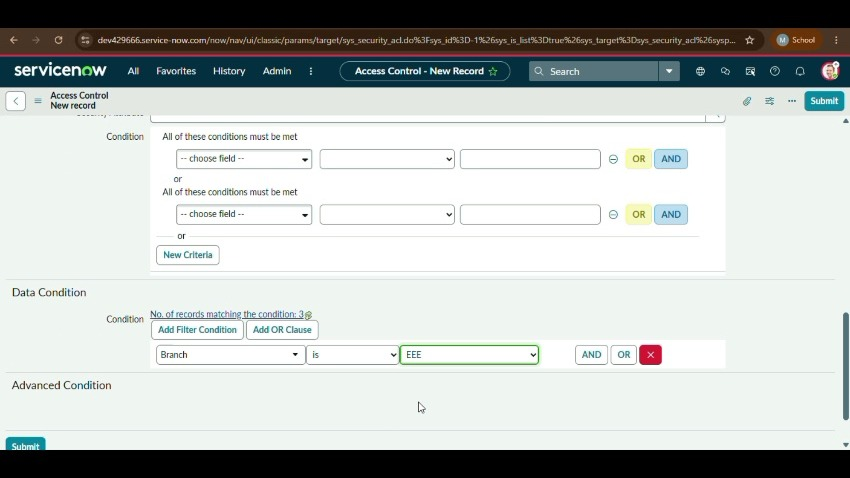 dev429666.service-now.com/now/nav/ui/classic/params/target/sys_security_acl.do%3Fsys_id%3D-1%26sys_is_list%3Dtrue%26sys_target%3Dsys_security_acl%26sysp...
M School
servicenow All Favorites History Admin Access Control - New Record Search
Access Control
New record
Submit
Condition All of these conditions must be met
-- choose field --
OR AND
or
All of these conditions must be met
-- choose field --
OR AND
or
New Criteria
Data Condition
Condition No. of records matching the condition: 3
Add Filter Condition Add OR Clause
Branch is EEE AND OR
Advanced Condition
Submit